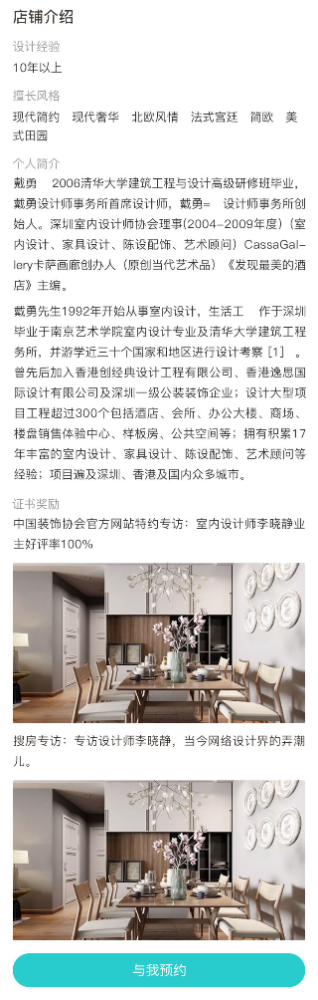 店铺介绍
设计经验
10年以上
擅长风格
现代简约 现代奢华 北欧风情 法式宫廷 简欧 美
式田园
个人简介
戴勇 2006清华大学建筑工程与设计高级研修班毕业，
戴勇设计师事务所首席设计师，戴勇= 设计师事务所创
始人。深圳室内设计师协会理事(2004-2009年度)（室
内设计、家具设计、陈设配饰、艺术顾问）CassaGal-
lery卡萨画廊创办人（原创当代艺术品）《发现最美的酒
店》主编。
戴勇先生1992年开始从事室内设计，生活工 作于深圳
毕业于南京艺术学院室内设计专业及清华大学建筑工程
务所，并游学近三十个国家和地区进行设计考察 [1] 。
曾先后加入香港创经典设计工程有限公司、香港逸思国
际设计有限公司及深圳一级公装装饰企业；设计大型项
目工程超过300个包括酒店、会所、办公大楼、商场、
楼盘销售体验中心、样板房、公共空间等；拥有积累17
年丰富的室内设计、家具设计、陈设配饰、艺术顾问等
经验；项目遍及深圳、香港及国内众多城市。
证书奖励
中国装饰协会官方网站特约专访：室内设计师李晓静业
主好评率100%
搜房专访：专访设计师李晓静，当今网络设计界的弄潮
儿。
与我预约